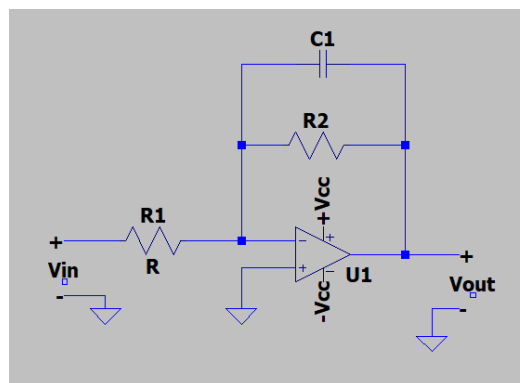 C1
R2
+Vcc
R1
+
-
+
+
Vin
R
+
-
U1
Vout
-
-Vcc
-